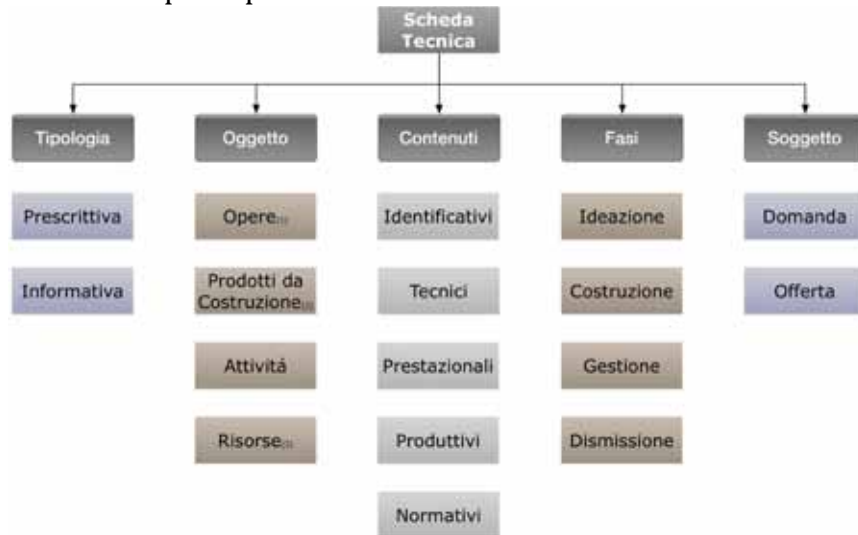 Scheda
Tecnica
Tipologia Oggetto Contenuti Fasi Soggetto
Prescrittiva Opere Identificativi Ideazione Domanda
Informativa Prodotti da Costruzione Tecnici Costruzione Offerta
Attivitá Prestazionali Gestione
Risorse Produttivi Dismissione
Normativi